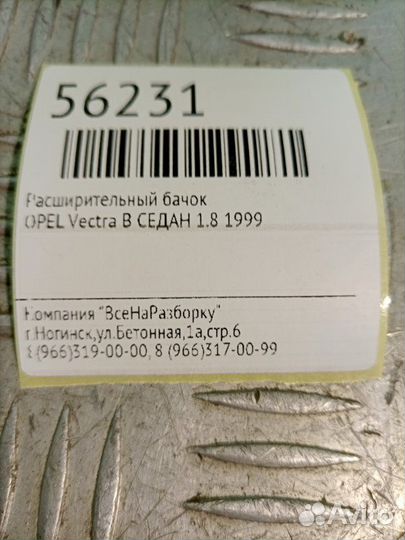 56231
Расширительный бачок
OPEL Vectra B СЕДАН 1.8 1999
Компания "ВсеНаРазборку"
г.Ногинск,ул.Бетонная,1а,стр.6
8(966)319-00-00, 8 (966)317-00-99
Avito